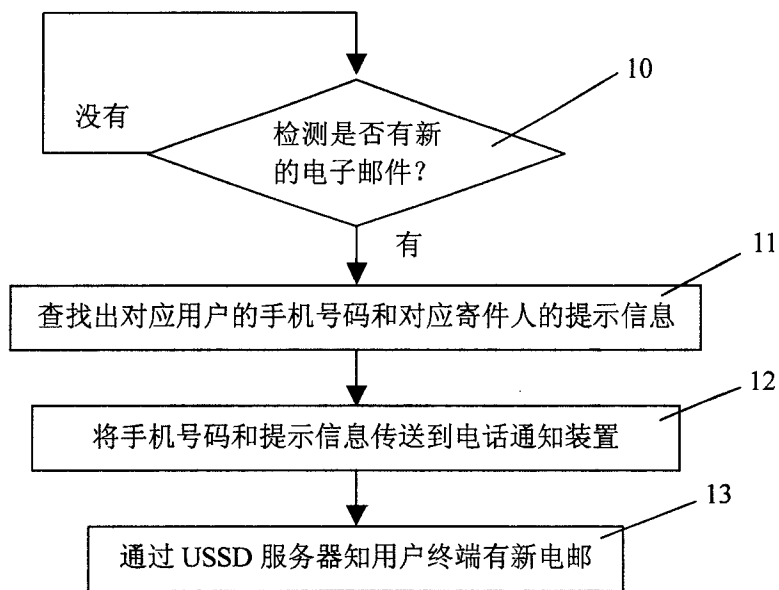 10
没有
检测是否有新
的电子邮件？
有
11
查找出对应用户的手机号码和对应寄件人的提示信息
12
将手机号码和提示信息传送到电话通知装置
13
通过 USSD 服务器知用户终端有新电邮